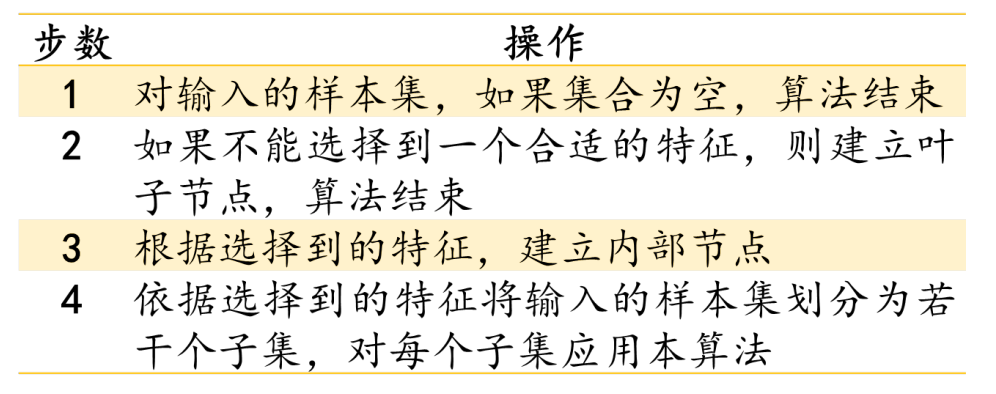 步数 操作
1 对输入的样本集，如果集合为空，算法结束
2 如果不能选择到一个合适的特征，则建立叶
子节点，算法结束
3 根据选择到的特征，建立内部节点
4 依据选择到的特征将输入的样本集划分为若
干个子集，对每个子集应用本算法